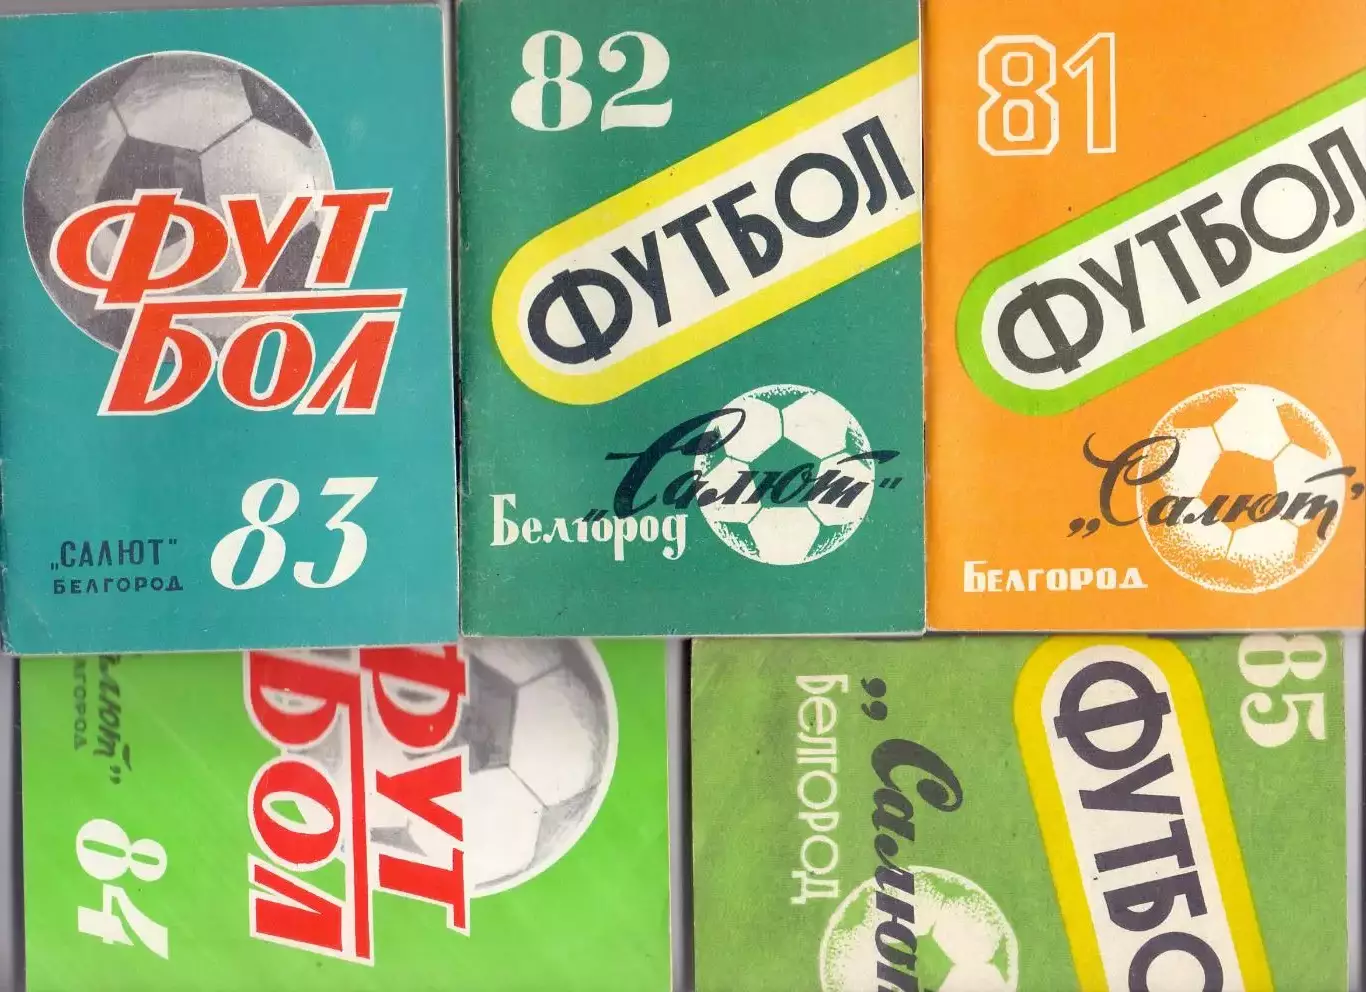 ФУТ
БОЛ
83
„САЛЮТ"
БЕЛГОРОД
82
ФУТБОЛ
„Салют"
Белгород
81
ФУТБОЛ
„Салют"
БЕЛГОРОД
ФУТ
БОЛ
84
Салют"
БЕЛГОРОД
85
ФУТБО
„Салют
БЕЛГОРОД